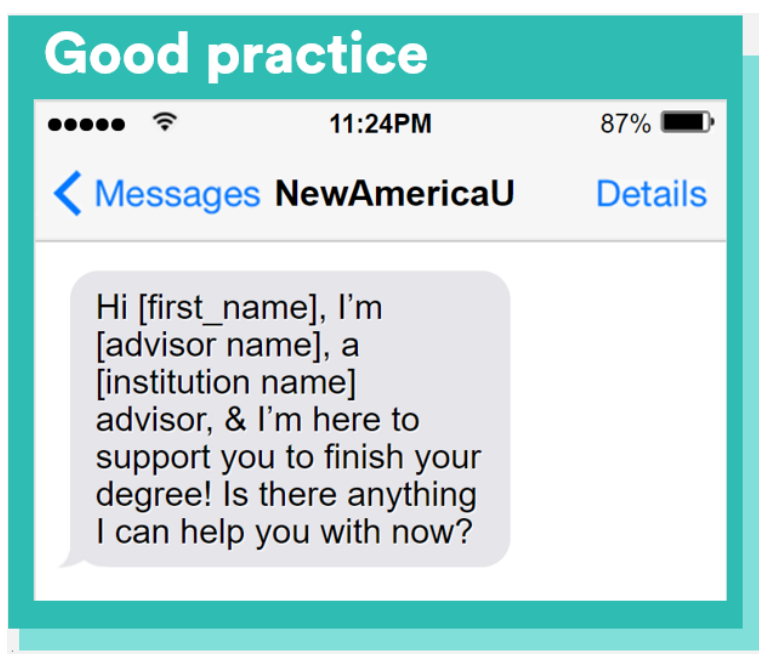 Good practice
11:24PM 87%
Messages NewAmericaU Details
Hi [first_name], I’m
[advisor name], a
[institution name]
advisor, & I’m here to
support you to finish your
degree! Is there anything
I can help you with now?